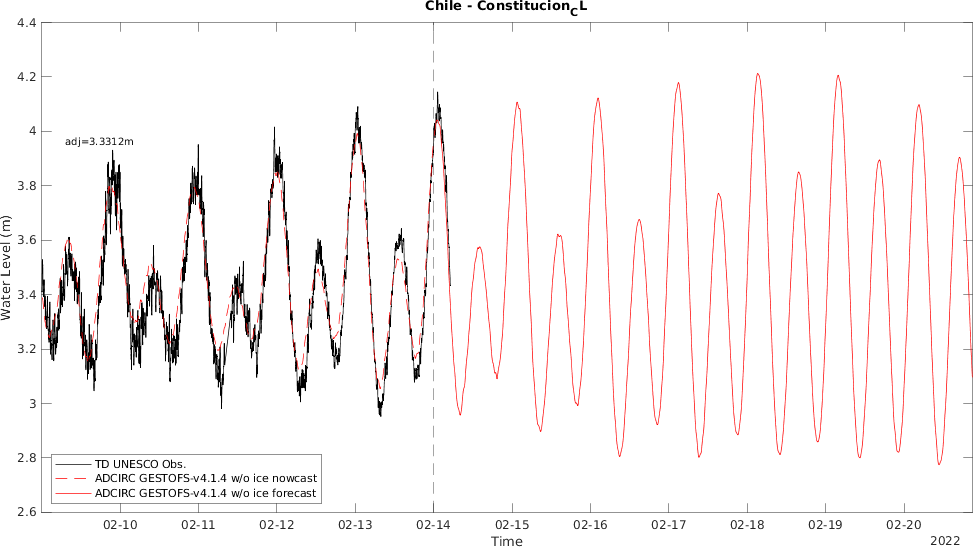 Chile - Constitucion_CL
4.4
4.2
4
3.8
3.6
3.4
3.2
3
2.8
2.6
Water Level (m)
adj=3.3312m
TD UNESCO Obs.
ADCIRC GESTOFS-v4.1.4 w/o ice nowcast
ADCIRC GESTOFS-v4.1.4 w/o ice forecast
02-10 02-11 02-12 02-13 02-14 02-15 02-16 02-17 02-18 02-19 02-20
Time
2022